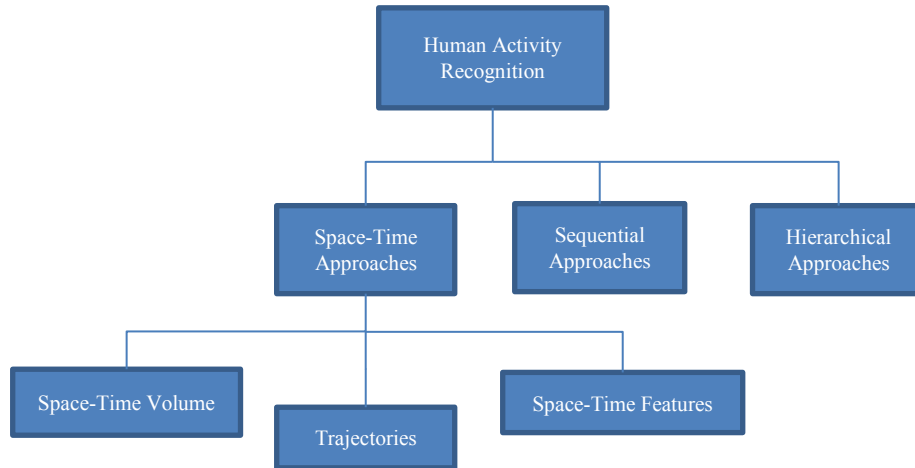 Human Activity
Recognition
Space-Time
Approaches
Sequential
Approaches
Hierarchical
Approaches
Space-Time Volume
Trajectories
Space-Time Features